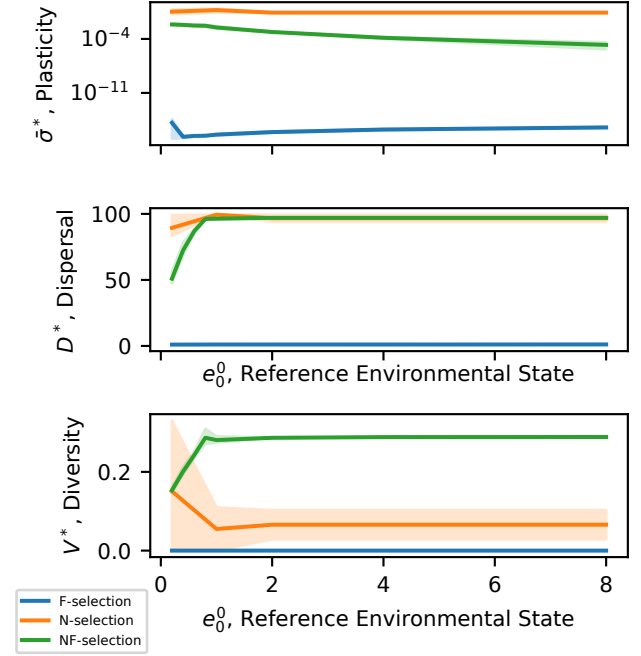 10⁻⁴
10⁻¹¹
σ̄*, Plasticity
100
50
0
D*, Dispersal
e₀⁰, Reference Environmental State
0.2
0.0
V*, Diversity
0 2 4 6 8
e₀⁰, Reference Environmental State
F-selection
N-selection
NF-selection